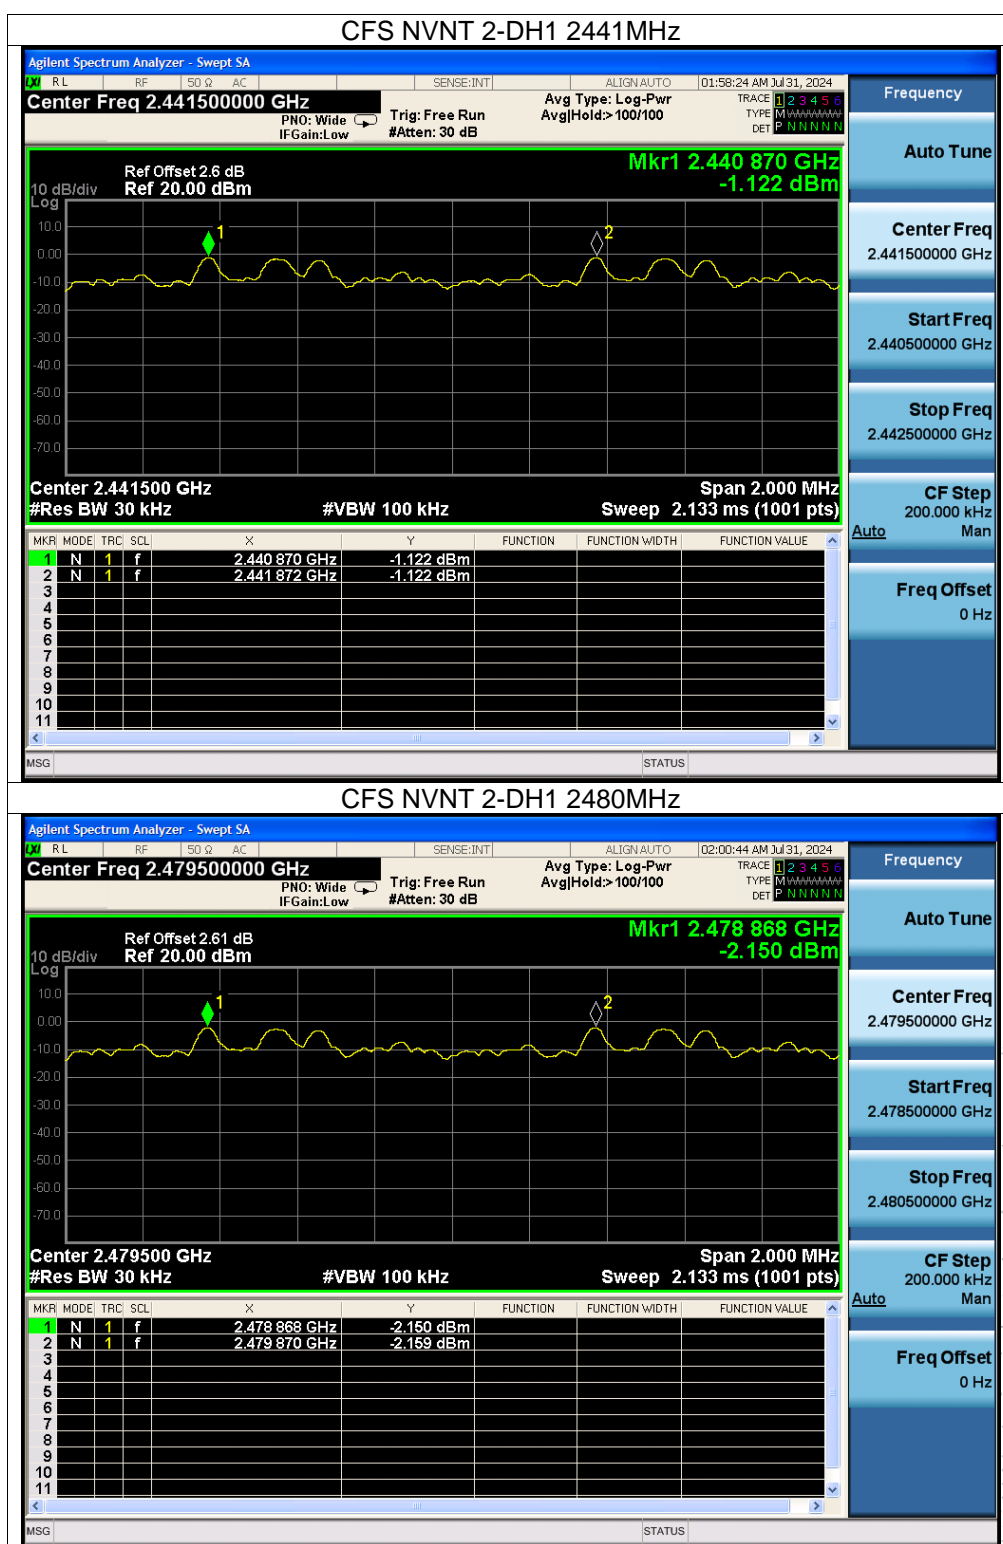 CFS NVNT 2-DH1 2441MHz
Agilent Spectrum Analyzer - Swept SA
LXI RL RF 50 Ω AC SENSE:INT ALIGN AUTO 01:58:24 AM Jul 31, 2024
Center Freq 2.441500000 GHz
PNO: Wide
IFGain:Low
Trig: Free Run
#Atten: 30 dB
Avg Type: Log-Pwr
Avg|Hold:>100/100
TRACE 1 2 3 4 5 6
TYPE M WWWWW
DET P N N N N N
Frequency
Auto Tune
Center Freq
2.441500000 GHz
Start Freq
2.440500000 GHz
Stop Freq
2.442500000 GHz
CF Step
200.000 kHz
Auto Man
Freq Offset
0 Hz
Mkr1 2.440 870 GHz
-1.122 dBm
Ref Offset 2.6 dB
10 dB/div Ref 20.00 dBm
Log
10.0
0.00
-10.0
-20.0
-30.0
-40.0
-50.0
-60.0
-70.0
1
2
Center 2.441500 GHz Span 2.000 MHz
#Res BW 30 kHz #VBW 100 kHz Sweep 2.133 ms (1001 pts)
MKR MODE TRC SCL X Y FUNCTION FUNCTION WIDTH FUNCTION VALUE
1 N 1 f 2.440 870 GHz -1.122 dBm
2 N 1 f 2.441 872 GHz -1.122 dBm
3
4
5
6
7
8
9
10
11
MSG STATUS
CFS NVNT 2-DH1 2480MHz
Agilent Spectrum Analyzer - Swept SA
LXI RL RF 50 Ω AC SENSE:INT ALIGN AUTO 02:00:44 AM Jul 31, 2024
Center Freq 2.479500000 GHz
PNO: Wide
IFGain:Low
Trig: Free Run
#Atten: 30 dB
Avg Type: Log-Pwr
Avg|Hold:>100/100
TRACE 1 2 3 4 5 6
TYPE M WWWWW
DET P N N N N N
Frequency
Auto Tune
Center Freq
2.479500000 GHz
Start Freq
2.478500000 GHz
Stop Freq
2.480500000 GHz
CF Step
200.000 kHz
Auto Man
Freq Offset
0 Hz
Mkr1 2.478 868 GHz
-2.150 dBm
Ref Offset 2.61 dB
10 dB/div Ref 20.00 dBm
Log
10.0
0.00
-10.0
-20.0
-30.0
-40.0
-50.0
-60.0
-70.0
1
2
Center 2.479500 GHz Span 2.000 MHz
#Res BW 30 kHz #VBW 100 kHz Sweep 2.133 ms (1001 pts)
MKR MODE TRC SCL X Y FUNCTION FUNCTION WIDTH FUNCTION VALUE
1 N 1 f 2.478 868 GHz -2.150 dBm
2 N 1 f 2.479 870 GHz -2.159 dBm
3
4
5
6
7
8
9
10
11
MSG STATUS